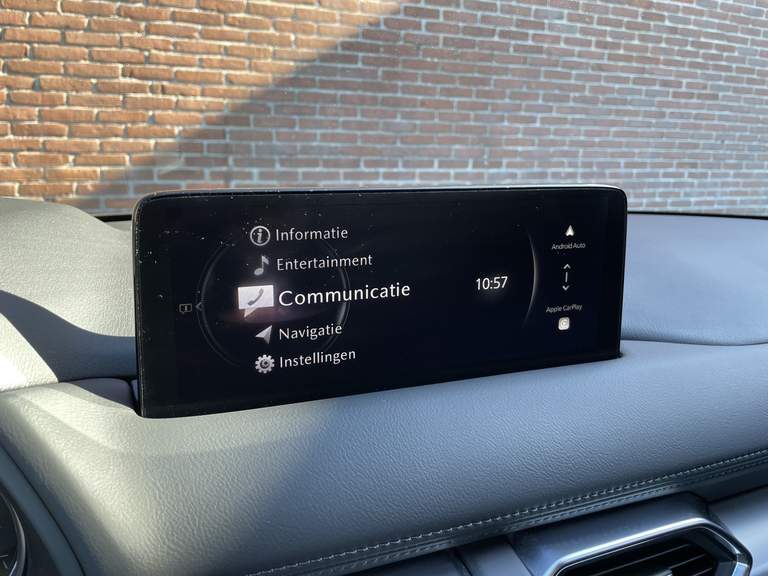 Informatie
Entertainment
Communicatie
Navigatie
Instellingen
10:57
Android Auto
Apple CarPlay